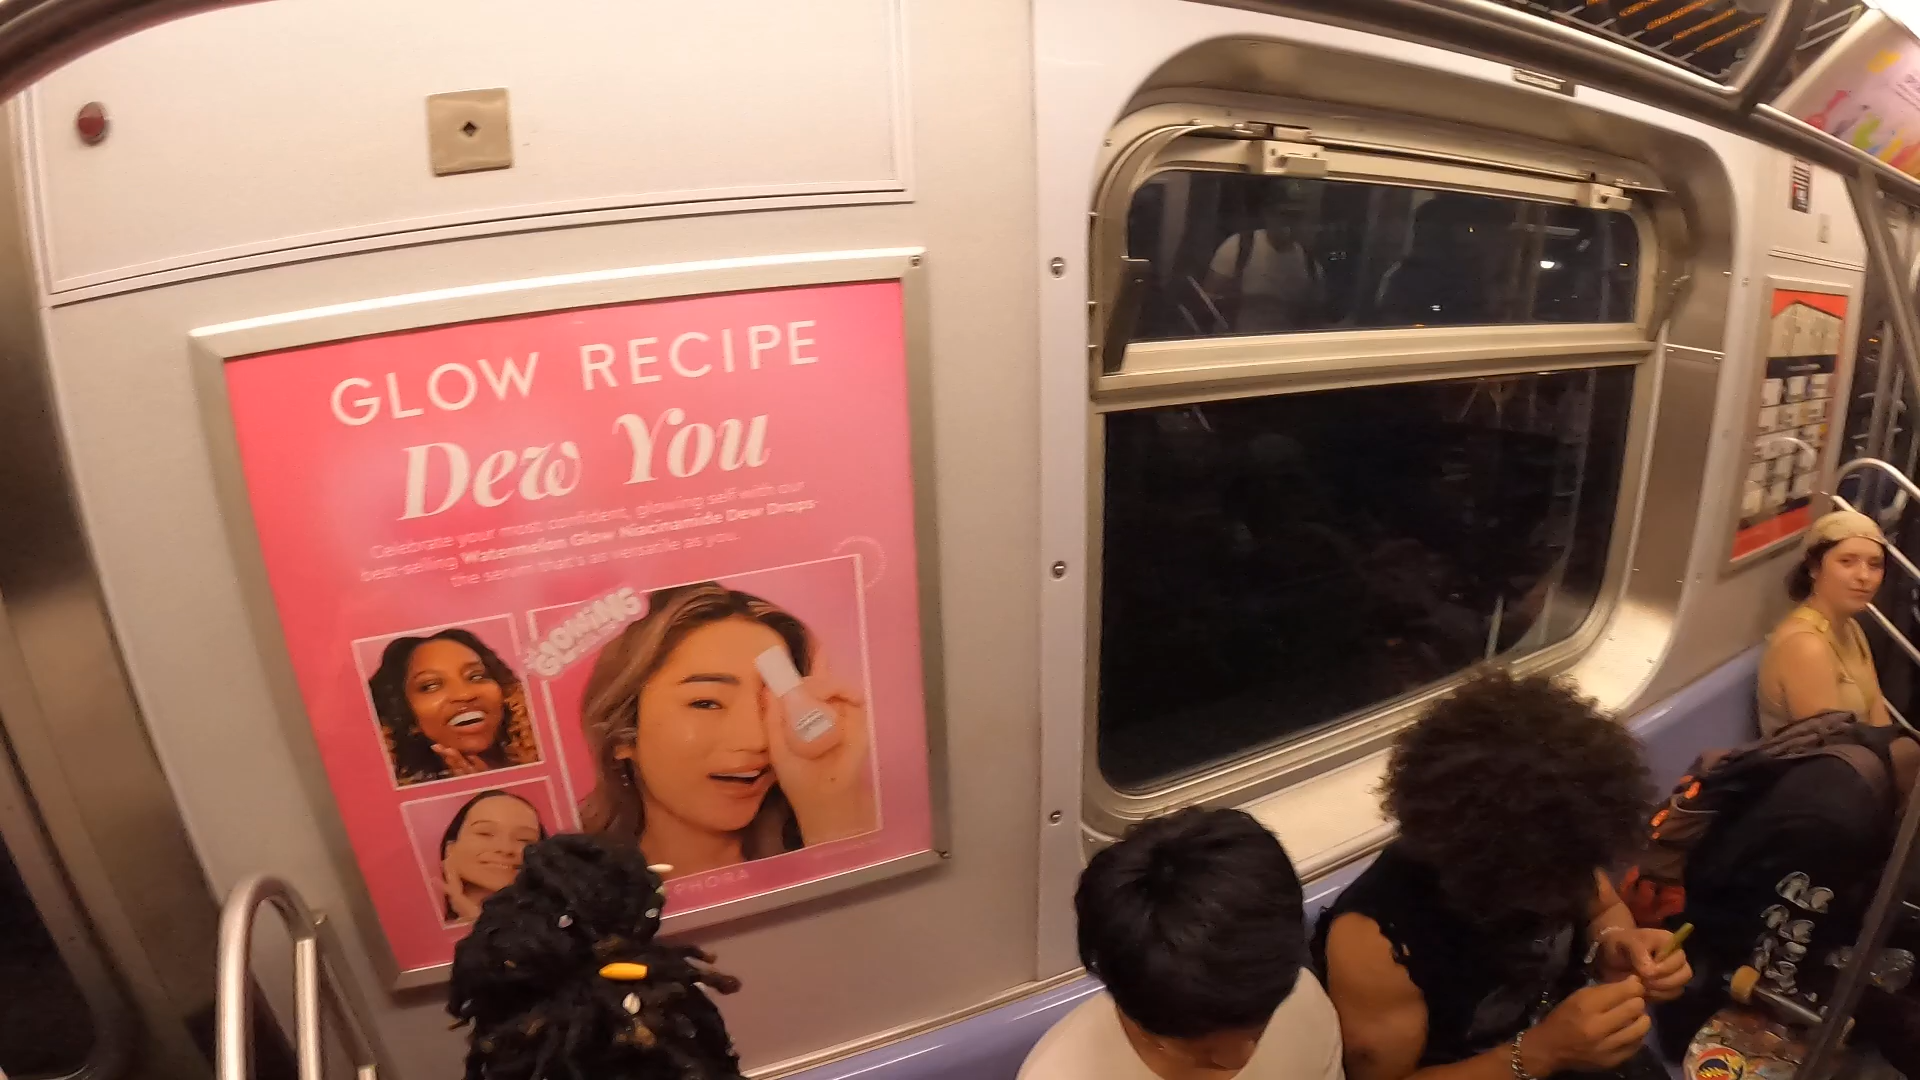 GLOW RECIPE
Dew You
Celebrate your most confident, glowing self with our
best-selling Watermelon Glow Niacinamide Dew Drops-
the serum that's as versatile as you.
GLOWING
PHORA